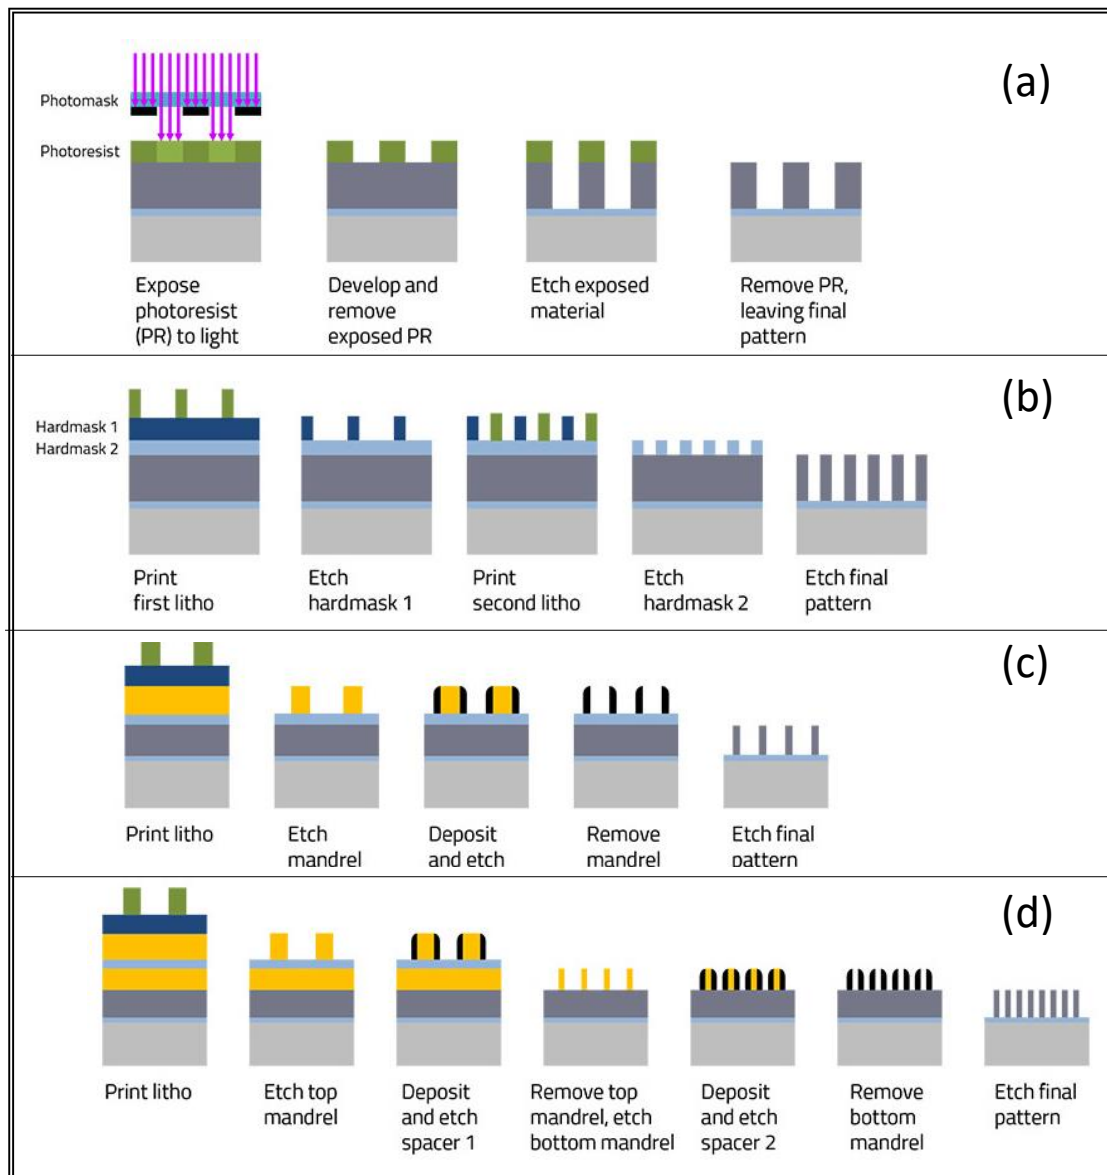 (a)
Photomask
Photoresist
Expose
photoresist
(PR) to light
Develop and
remove
exposed PR
Etch exposed
material
Remove PR,
leaving final
pattern
(b)
Hardmask 1
Hardmask 2
Print
first litho
Etch
hardmask 1
Print
second litho
Etch
hardmask 2
Etch final
pattern
(c)
Print litho
Etch
mandrel
Deposit
and etch
Remove
mandrel
Etch final
pattern
(d)
Print litho
Etch top
mandrel
Deposit
and etch
spacer 1
Remove top
mandrel, etch
bottom mandrel
Deposit
and etch
spacer 2
Remove
bottom
mandrel
Etch final
pattern